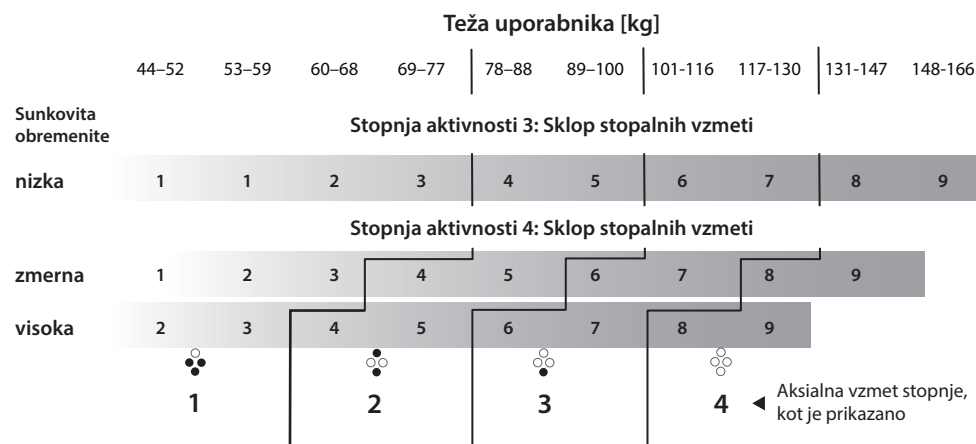 Teža uporabnika [kg]
44–52 53–59 60–68 69–77 78–88 89–100 101-116 117-130 131-147 148-166
Sunkovita
obremenite
Stopnja aktivnosti 3: Sklop stopalnih vzmeti
nizka 1 1 2 3 4 5 6 7 8 9
Stopnja aktivnosti 4: Sklop stopalnih vzmeti
zmerna 1 2 3 4 5 6 7 8 9
visoka 2 3 4 5 6 7 8 9
1 2 3 4
Aksialna vzmet stopnje,
kot je prikazano